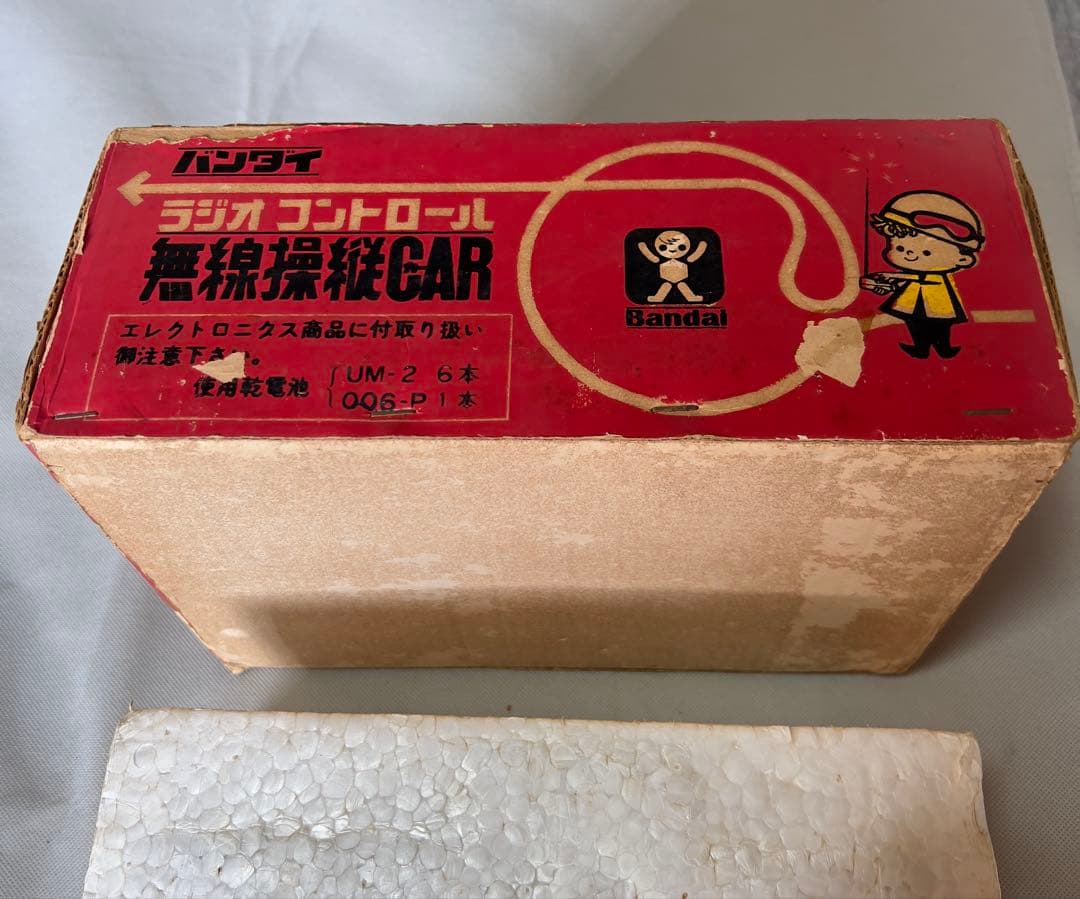 バンダイ
ラジオ コントロール
無線操縦CAR
エレクトロニクス商品に付取り扱い
御注意下さい。
使用乾電池
UM-2 6本
006-P 1本
Bandai